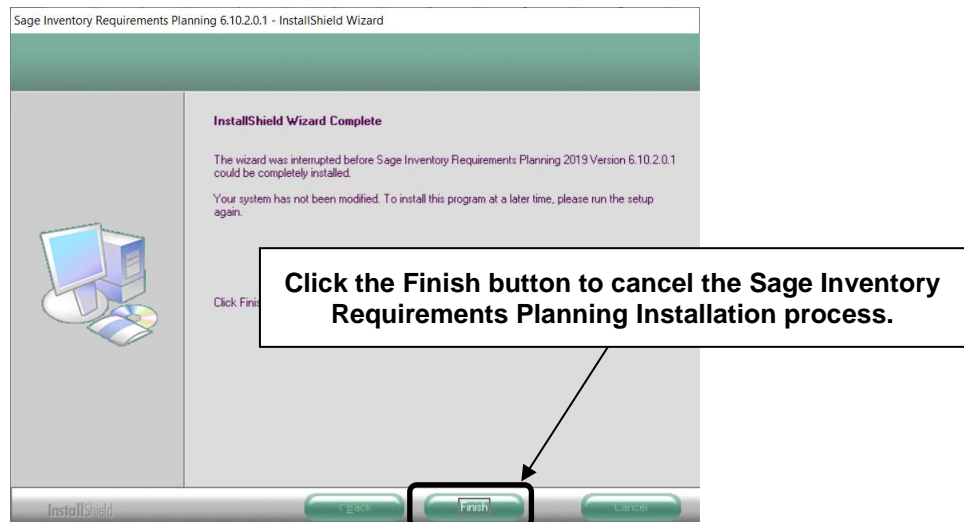 Sage Inventory Requirements Planning 6.10.2.0.1 - InstallShield Wizard
InstallShield Wizard Complete
The wizard was interrupted before Sage Inventory Requirements Planning 2019 Version 6.10.2.0.1
could be completely installed.
Your system has not been modified. To install this program at a later time, please run the setup
again.
Click the Finish button to cancel the Sage Inventory
Requirements Planning Installation process.
Click
InstallShield
< Back
Finish
Cancel